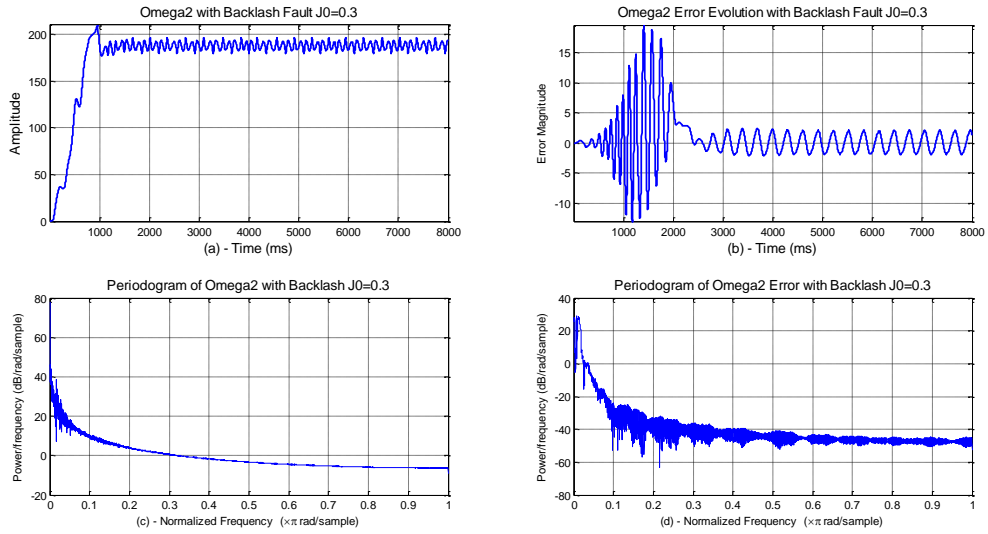 Omega2 with Backlash Fault J0=0.3
Amplitude
200
150
100
50
0
1000 2000 3000 4000 5000 6000 7000 8000
(a) - Time (ms)
Omega2 Error Evolution with Backlash Fault J0=0.3
Error Magnitude
15
10
5
0
-5
-10
1000 2000 3000 4000 5000 6000 7000 8000
(b) - Time (ms)
Periodogram of Omega2 with Backlash J0=0.3
Power/frequency (dB/rad/sample)
80
60
40
20
0
-20
0 0.1 0.2 0.3 0.4 0.5 0.6 0.7 0.8 0.9 1
(c) - Normalized Frequency (×π rad/sample)
Periodogram of Omega2 Error with Backlash J0=0.3
Power/frequency (dB/rad/sample)
40
20
0
-20
-40
-60
-80
0 0.1 0.2 0.3 0.4 0.5 0.6 0.7 0.8 0.9 1
(d) - Normalized Frequency (×π rad/sample)